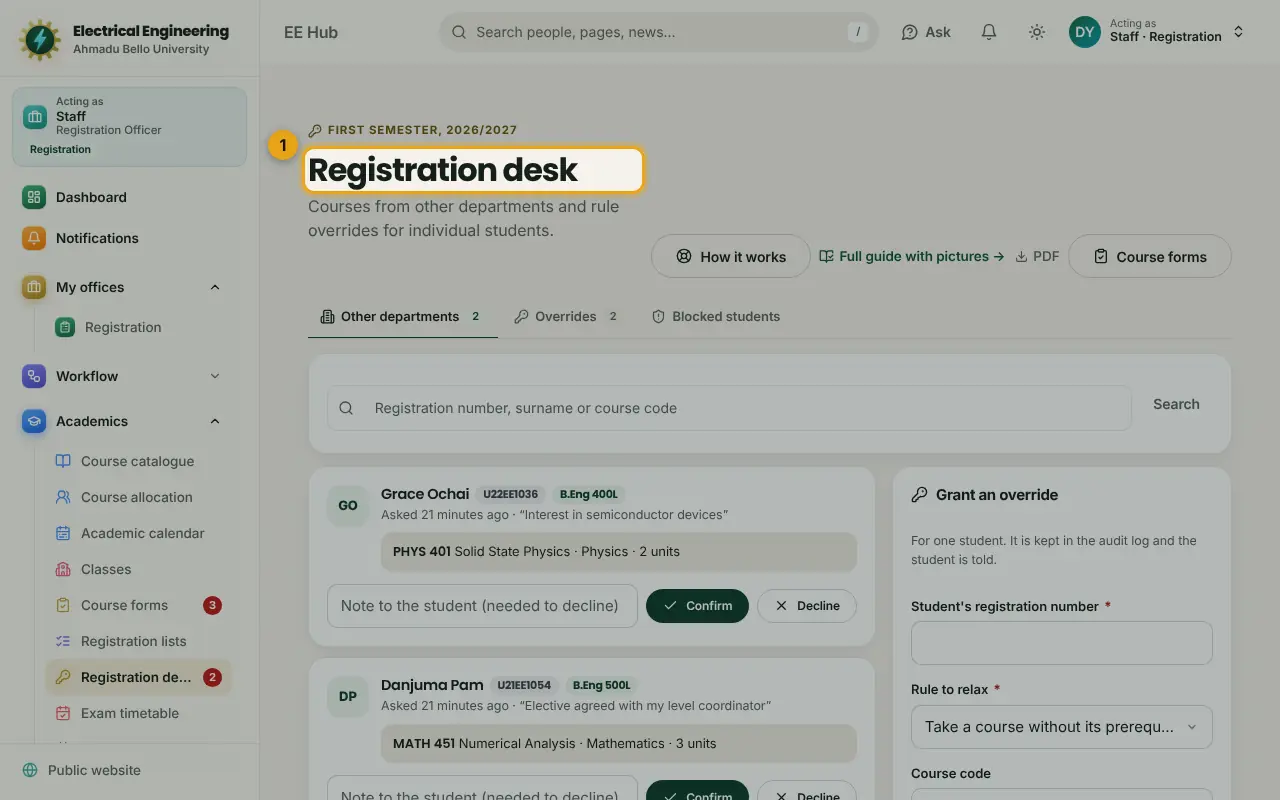 Electrical Engineering
Ahmadu Bello University
EE Hub
Search people, pages, news...
/
Ask
DY
Acting as
Staff · Registration
Acting as
Staff
Registration Officer
Registration
Dashboard
Notifications
My offices
Registration
Workflow
Academics
Course catalogue
Course allocation
Academic calendar
Classes
Course forms 3
Registration lists
Registration de... 2
Exam timetable
Public website
1
FIRST SEMESTER, 2026/2027
Registration desk
Courses from other departments and rule
overrides for individual students.
How it works
Full guide with pictures →
PDF
Course forms
Other departments 2
Overrides 2
Blocked students
Registration number, surname or course code
Search
GO
Grace Ochai U22EE1036 B.Eng 400L
Asked 21 minutes ago · “Interest in semiconductor devices”
PHYS 401 Solid State Physics · Physics · 2 units
Note to the student (needed to decline)
Confirm
Decline
DP
Danjuma Pam U21EE1054 B.Eng 500L
Asked 21 minutes ago · “Elective agreed with my level coordinator”
MATH 451 Numerical Analysis · Mathematics · 3 units
Note to the student (needed to decline)
Confirm
Decline
Grant an override
For one student. It is kept in the audit log and the
student is told.
Student's registration number *
Rule to relax *
Take a course without its prerequ...
Course code